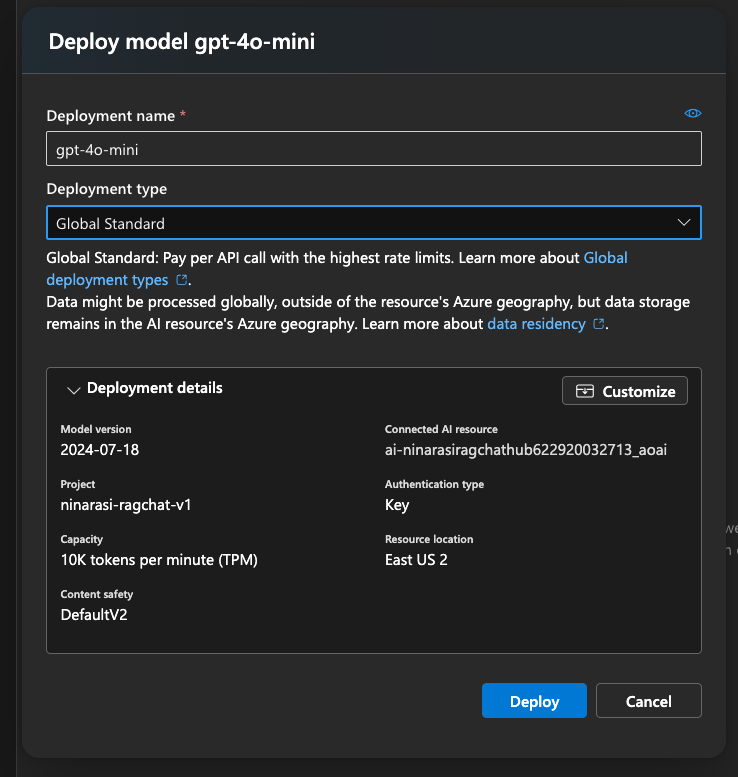 Deploy model gpt-4o-mini
Deployment name *
gpt-4o-mini
Deployment type
Global Standard
Global Standard: Pay per API call with the highest rate limits. Learn more about Global
deployment types.
Data might be processed globally, outside of the resource's Azure geography, but data storage
remains in the AI resource's Azure geography. Learn more about data residency.
Deployment details
Customize
Model version
Connected AI resource
2024-07-18
ai-ninarasiragchathub622920032713_aoai
Project
Authentication type
ninarasi-ragchat-v1
Key
Capacity
Resource location
10K tokens per minute (TPM)
East US 2
Content safety
DefaultV2
Deploy
Cancel